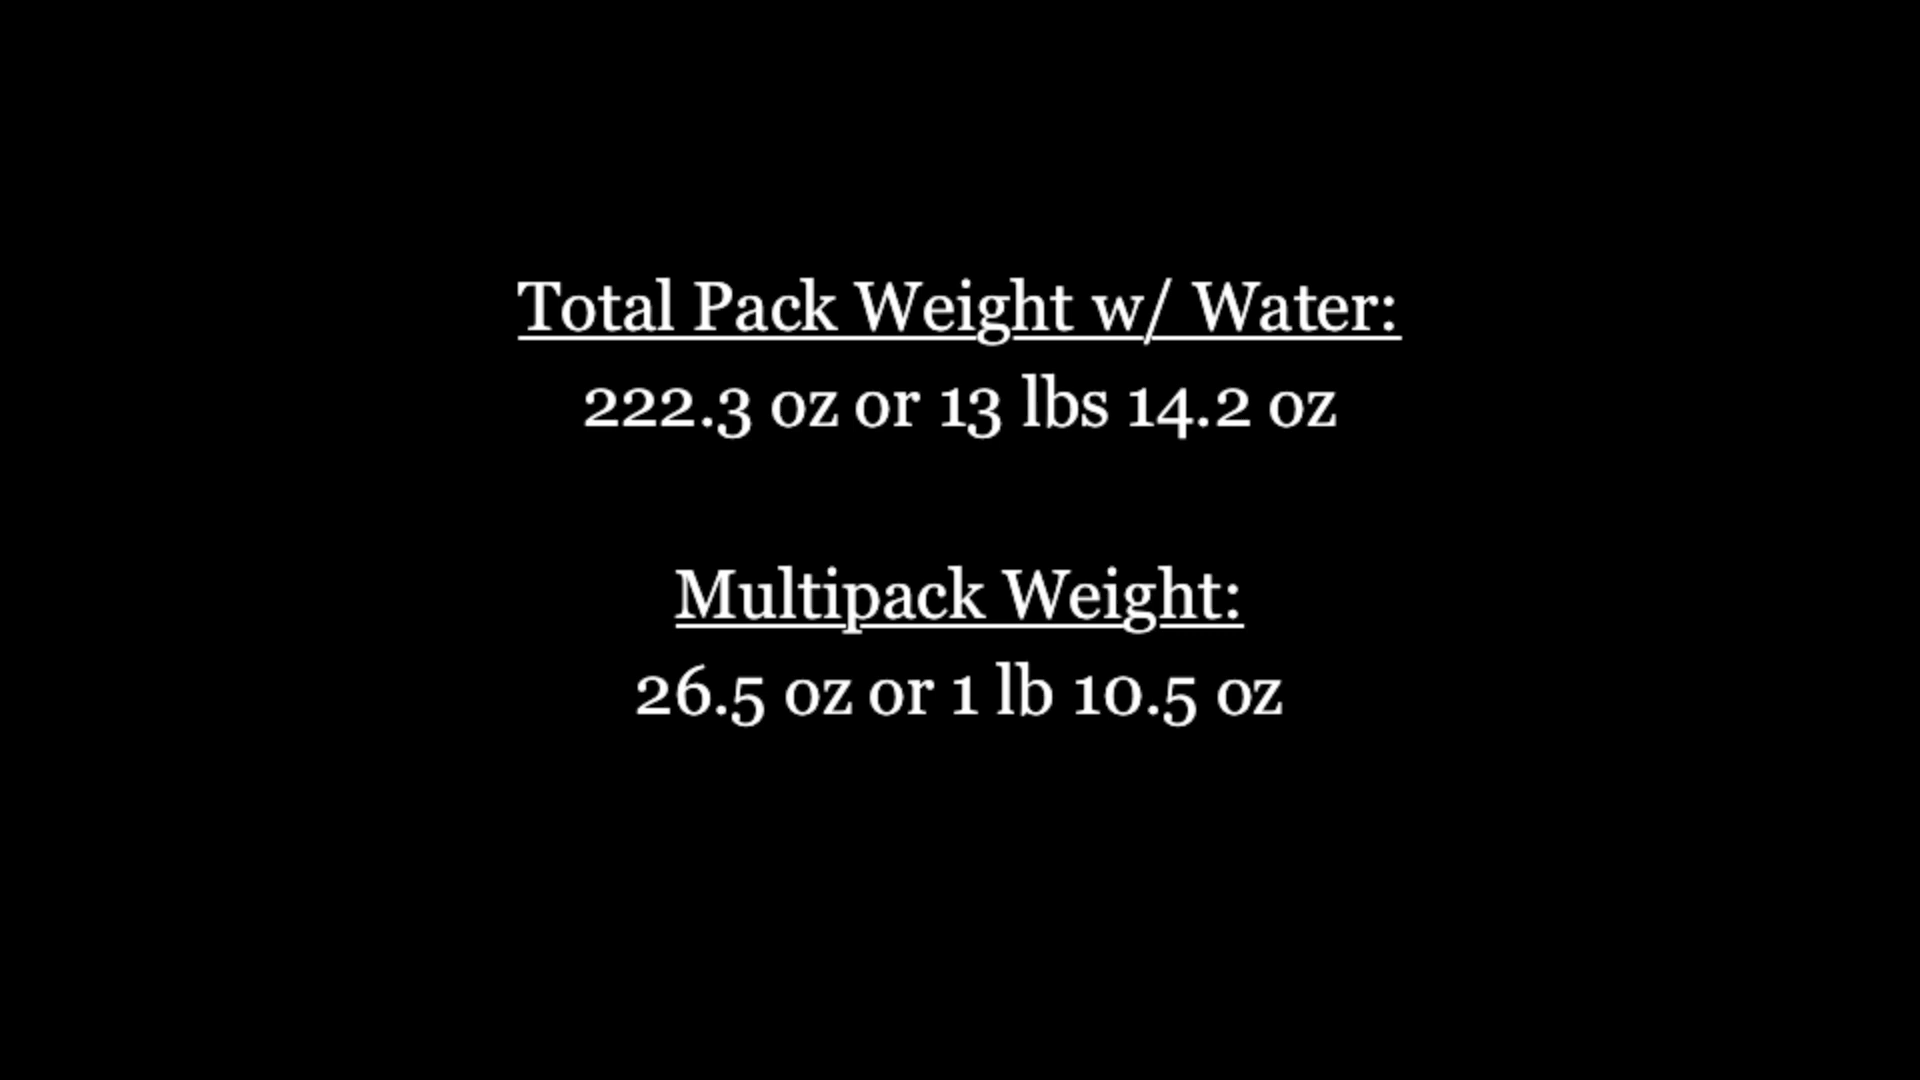 Total Pack Weight w/ Water:
222.3 oz or 13 lbs 14.2 oz
Multipack Weight:
26.5 oz or 1 lb 10.5 oz